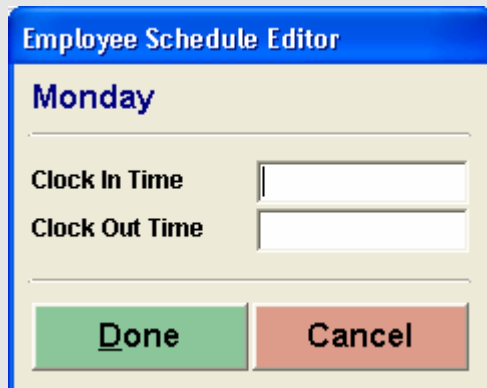 Employee Schedule Editor
Monday
Clock In Time
Clock Out Time
Done Cancel